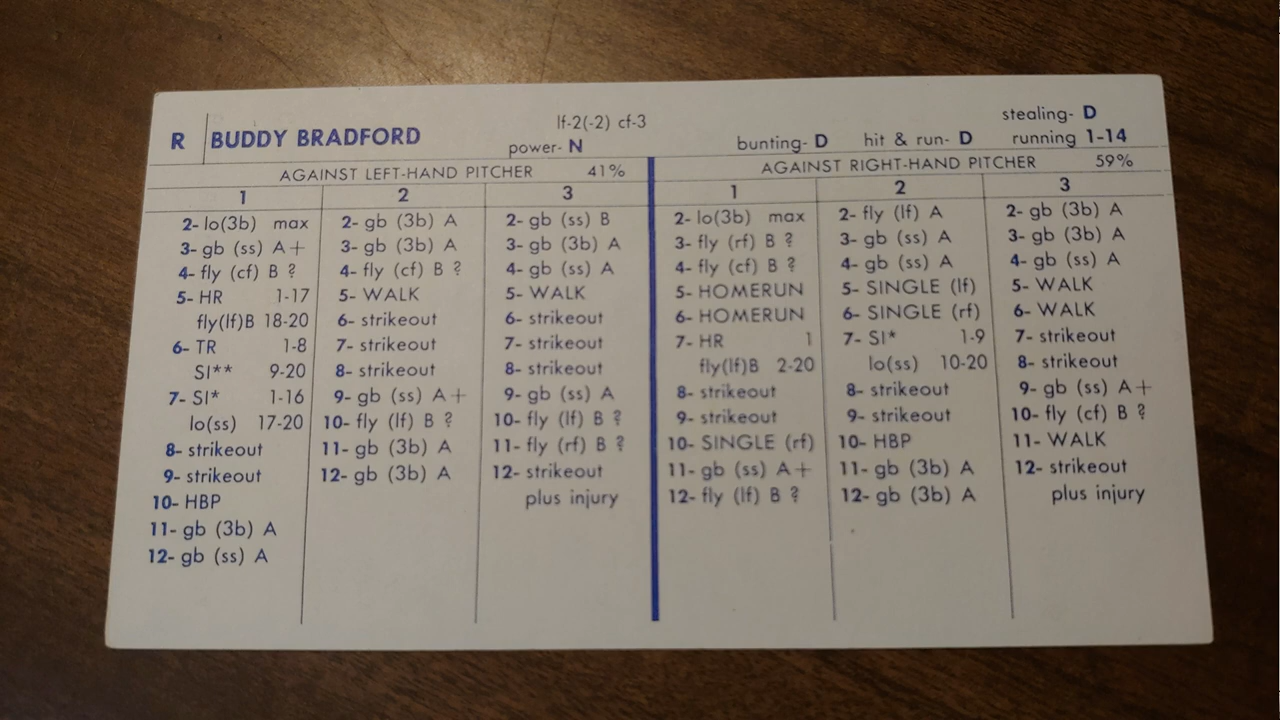 lf-2(-2) cf-3
stealing- D
R BUDDY BRADFORD
power- N
bunting- D hit & run- D running 1-14
AGAINST LEFT-HAND PITCHER 41%
1 2 3
2- lo(3b) max 2- gb (3b) A 2- gb (ss) B
3- gb (ss) A+ 3- gb (3b) A 3- gb (3b) A
4- fly (cf) B ? 4- fly (cf) B ? 4- gb (ss) A
5- HR 1-17 5- WALK 5- WALK
fly(lf)B 18-20 6- strikeout 6- strikeout
6- TR 1-8 7- strikeout 7- strikeout
SI** 9-20 8- strikeout 8- strikeout
7- SI* 1-16 9- gb (ss) A+ 9- gb (ss) A
lo(ss) 17-20 10- fly (lf) B ? 10- fly (lf) B ?
8- strikeout 11- gb (3b) A 11- fly (rf) B ?
9- strikeout 12- gb (3b) A 12- strikeout
10- HBP plus injury
11- gb (3b) A
12- gb (ss) A
AGAINST RIGHT-HAND PITCHER 59%
1 2 3
2- lo(3b) max 2- fly (lf) A 2- gb (3b) A
3- fly (rf) B ? 3- gb (ss) A 3- gb (3b) A
4- fly (cf) B ? 4- gb (ss) A 4- gb (ss) A
5- HOMERUN 5- SINGLE (lf) 5- WALK
6- HOMERUN 6- SINGLE (rf) 6- WALK
7- HR 1 7- SI* 1-9 7- strikeout
fly(lf)B 2-20 lo(ss) 10-20 8- strikeout
8- strikeout 8- strikeout 9- gb (ss) A+
9- strikeout 9- strikeout 10- fly (cf) B ?
10- SINGLE (rf) 10- HBP 11- WALK
11- gb (ss) A+ 11- gb (3b) A 12- strikeout
12- fly (lf) B ? 12- gb (3b) A plus injury